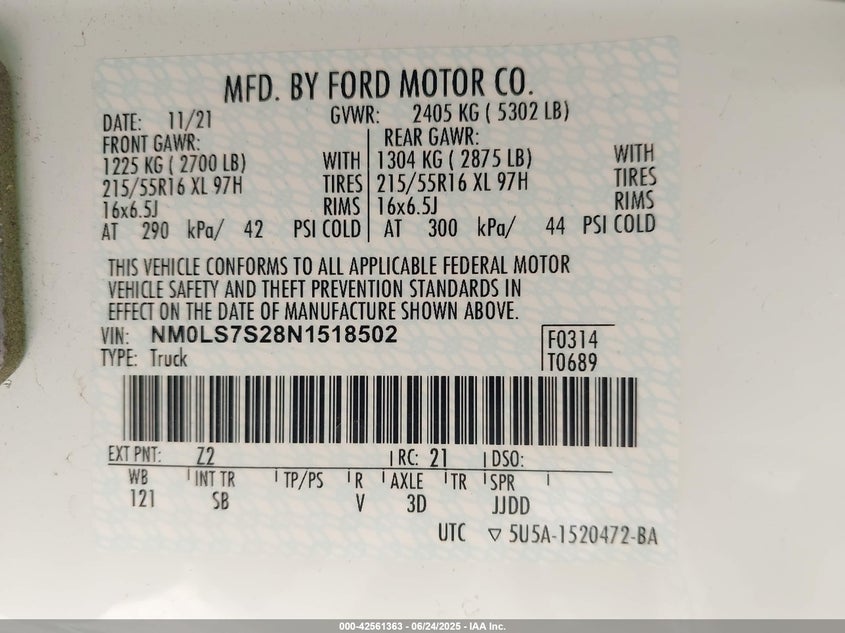 MFD. BY FORD MOTOR CO.
DATE: 11/21 GVWR: 2405 KG ( 5302 LB)
FRONT GAWR: REAR GAWR:
1225 KG ( 2700 LB) WITH 1304 KG ( 2875 LB) WITH
215/55R16 XL 97H TIRES 215/55R16 XL 97H TIRES
16x6.5J RIMS 16x6.5J RIMS
AT 290 kPa/ 42 PSI COLD AT 300 kPa/ 44 PSI COLD
THIS VEHICLE CONFORMS TO ALL APPLICABLE FEDERAL MOTOR
VEHICLE SAFETY AND THEFT PREVENTION STANDARDS IN
EFFECT ON THE DATE OF MANUFACTURE SHOWN ABOVE.
VIN: NM0LS7S28N1518502 F0314
TYPE: Truck T0689
EXT PNT: Z2 RC: 21 DSO:
WB INT TR TP/PS R AXLE TR SPR
121 SB V 3D JJDD
UTC ▽ 5U5A-1520472-BA
000-42561363 - 06/24/2025 - IAA Inc.